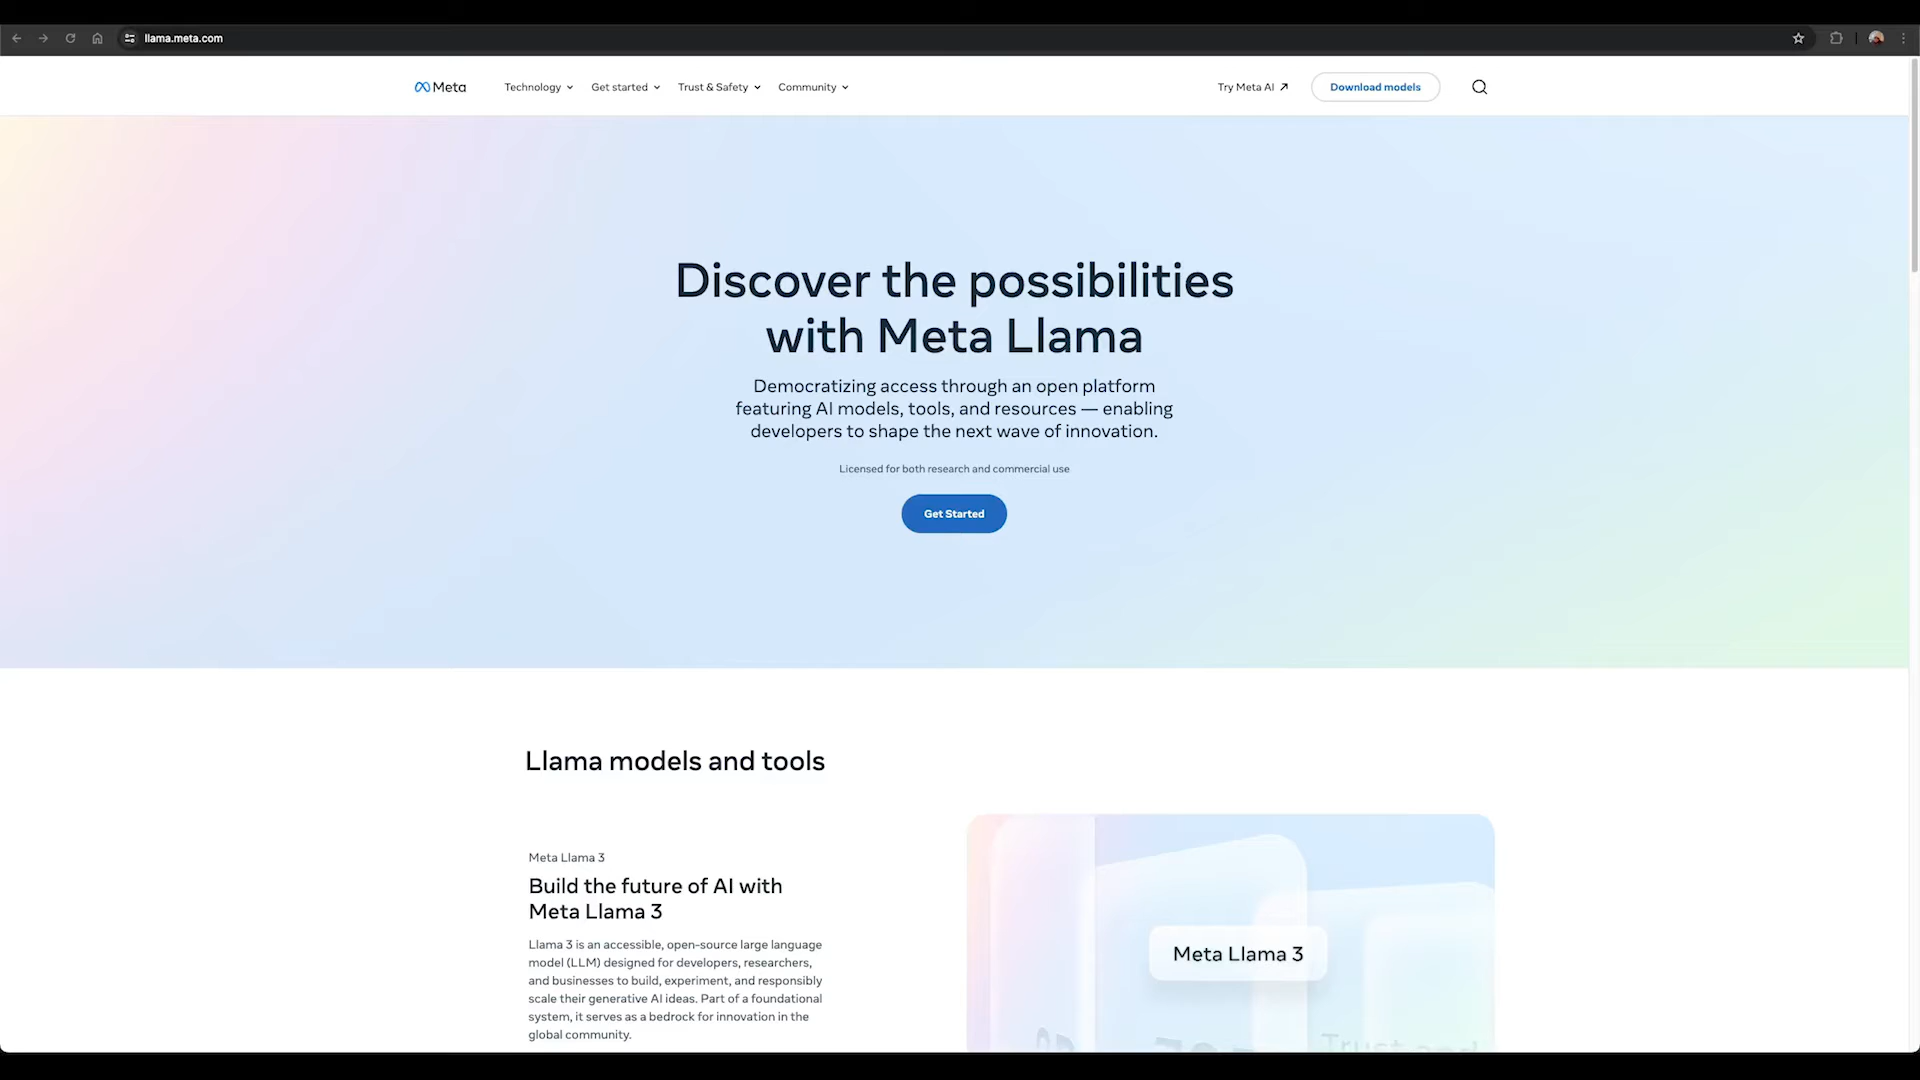 llama.meta.com
Meta
Technology
Get started
Trust & Safety
Community
Try Meta AI
Download models
Discover the possibilities
with Meta Llama
Democratizing access through an open platform
featuring AI models, tools, and resources — enabling
developers to shape the next wave of innovation.
Licensed for both research and commercial use
Get Started
Llama models and tools
Meta Llama 3
Build the future of AI with
Meta Llama 3
Llama 3 is an accessible, open-source large language
model (LLM) designed for developers, researchers,
and businesses to build, experiment, and responsibly
scale their generative AI ideas. Part of a foundational
system, it serves as a bedrock for innovation in the
global community.
Meta Llama 3
Trust and